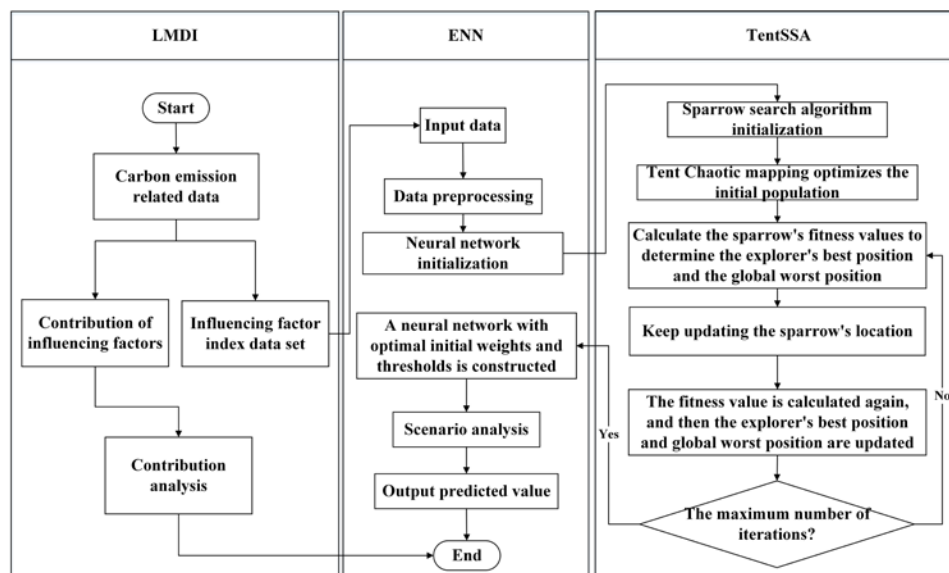 LMDI
Start
Carbon emission
related data
Contribution of
influencing factors
Influencing factor
index data set
Contribution
analysis
ENN
Input data
Data preprocessing
Neural network
initialization
A neural network with
optimal initial weights and
thresholds is constructed
Scenario analysis
Output predicted value
End
TentSSA
Sparrow search algorithm
initialization
Tent Chaotic mapping optimizes the
initial population
Calculate the sparrow's fitness values to
determine the explorer's best position
and the global worst position
Keep updating the sparrow's location
The fitness value is calculated again,
and then the explorer's best position
and global worst position are updated
The maximum number of
iterations?
Yes
No